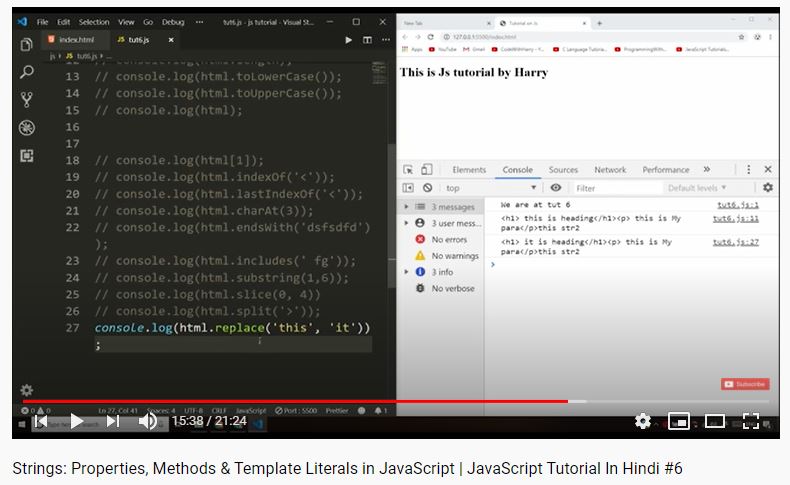 File Edit Selection View Go Debug ··· tut6.js - js tutorial - Visual St...
index.html JS tut6.js ×
js › JS tut6.js › ...
13 // console.log(html.toLowerCase());
14 // console.log(html.toUpperCase());
15 // console.log(html);
16
17
18 // console.log(html[1]);
19 // console.log(html.indexOf('<'));
20 // console.log(html.lastIndexOf('<'));
21 // console.log(html.charAt(3));
22 // console.log(html.endsWith('dsfsdfd')
);
23 // console.log(html.includes(' fg'));
24 // console.log(html.substring(1,6));
25 // console.log(html.slice(0, 4))
26 // console.log(html.split('>'));
27 console.log(html.replace('this', 'it'))
;
0 0 Ln 27, Col 41 Spaces: 4 UTF-8 CRLF JavaScript Port : 5500 Prettier 1
New Tab Tutorial on Js
127.0.0.1:5500/index.html
Apps YouTube Gmail CodeWithHarry - Y... C Language Tutoria... ProgrammingWith... JavaScript Tutorials...
This is Js tutorial by Harry
Elements Console Sources Network Performance »
top Filter Default levels ▼
3 messages
3 user mess...
No errors
No warnings
3 info
No verbose
We are at tut 6 tut6.js:1
<h1> this is heading</h1><p> this is My tut6.js:11
para</p>this str2
<h1> it is heading</h1><p> this is My tut6.js:27
para</p>this str2
Subscribe
15:38 / 21:24
Strings: Properties, Methods & Template Literals in JavaScript | JavaScript Tutorial In Hindi #6